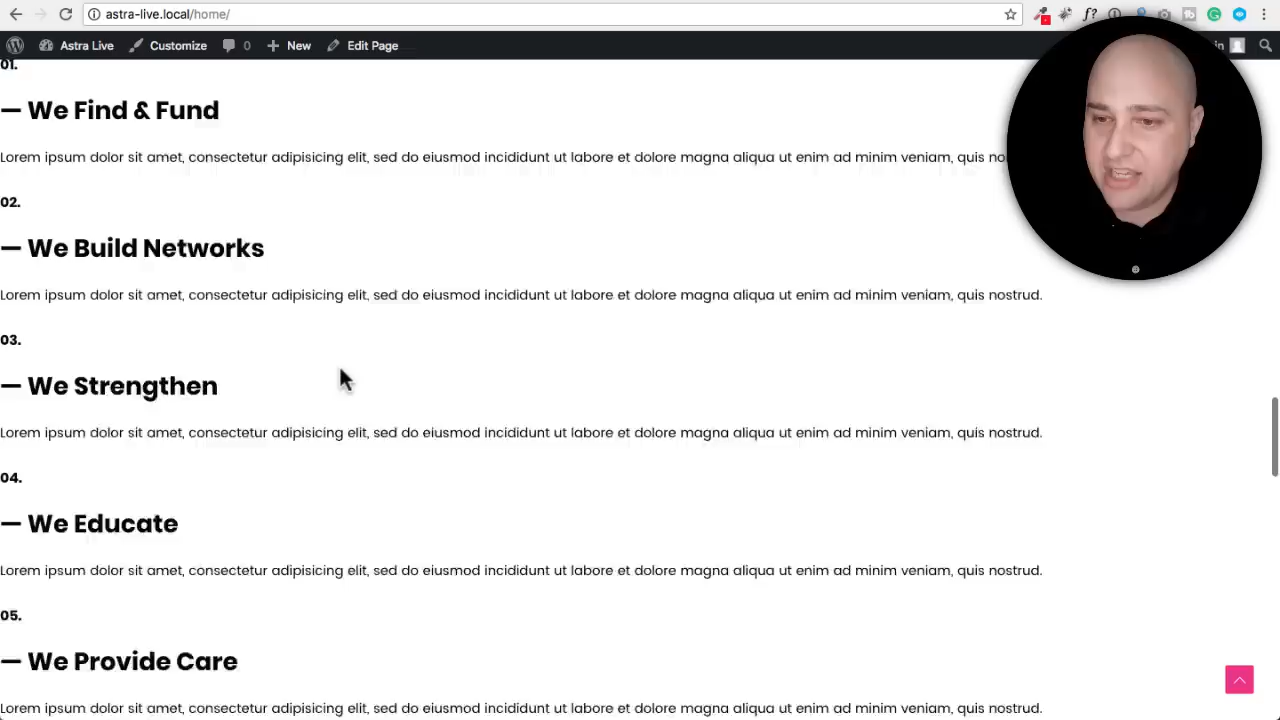 astra-live.local/home/
Astra Live Customize 0 New Edit Page in
01.
— We Find & Fund
Lorem ipsum dolor sit amet, consectetur adipisicing elit, sed do eiusmod incididunt ut labore et dolore magna aliqua ut enim ad minim veniam, quis no
02.
— We Build Networks
Lorem ipsum dolor sit amet, consectetur adipisicing elit, sed do eiusmod incididunt ut labore et dolore magna aliqua ut enim ad minim veniam, quis nostrud.
03.
— We Strengthen
Lorem ipsum dolor sit amet, consectetur adipisicing elit, sed do eiusmod incididunt ut labore et dolore magna aliqua ut enim ad minim veniam, quis nostrud.
04.
— We Educate
Lorem ipsum dolor sit amet, consectetur adipisicing elit, sed do eiusmod incididunt ut labore et dolore magna aliqua ut enim ad minim veniam, quis nostrud.
05.
— We Provide Care
Lorem ipsum dolor sit amet, consectetur adipisicing elit, sed do eiusmod incididunt ut labore et dolore magna aliqua ut enim ad minim veniam, quis nostrud.